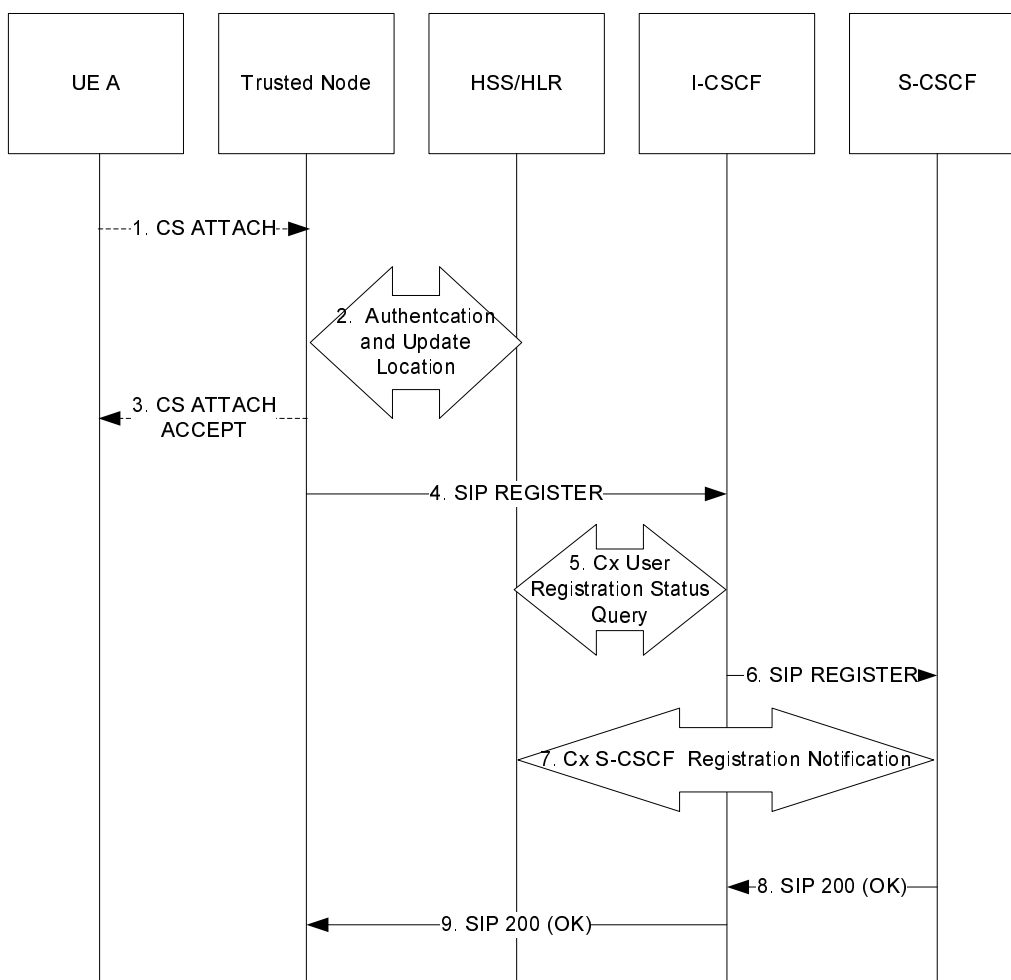 UE A
Trusted Node
HSS/HLR
I-CSCF
S-CSCF
1. CS ATTACH
2. Authentcation
and Update
Location
3. CS ATTACH
ACCEPT
4. SIP REGISTER
5. Cx User
Registration Status
Query
6. SIP REGISTER
7. Cx S-CSCF Registration Notification
8. SIP 200 (OK)
9. SIP 200 (OK)